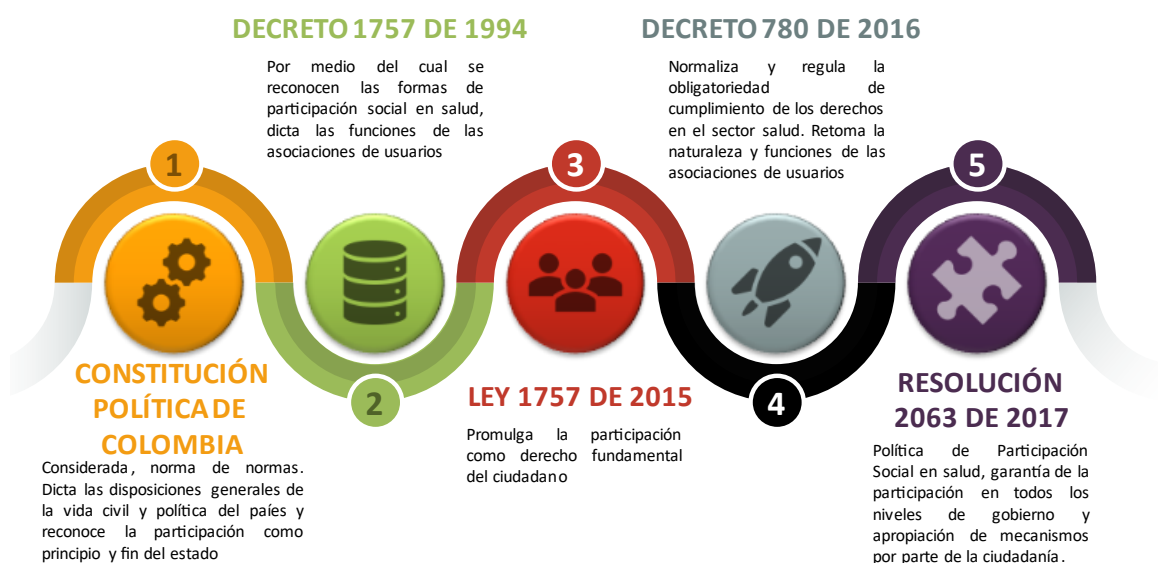 1
CONSTITUCIÓN
POLÍTICA DE
COLOMBIA
Considerada, norma de normas.
Dicta las disposiciones generales de
la vida civil y política del países y
reconoce la participación como
principio y fin del estado
DECRETO 1757 DE 1994
Por medio del cual se
reconocen las formas de
participación social en salud,
dicta las funciones de las
asociaciones de usuarios
2
3
LEY 1757 DE 2015
Promulga la participación
como derecho fundamental
del ciudadano
DECRETO 780 DE 2016
Normaliza y regula la
obligatoriedad de
cumplimiento de los derechos
en el sector salud. Retoma la
naturaleza y funciones de las
asociaciones de usuarios
4
5
RESOLUCIÓN
2063 DE 2017
Política de Participación
Social en salud, garantía de la
participación en todos los
niveles de gobierno y
apropiación de mecanismos
por parte de la ciudadanía.